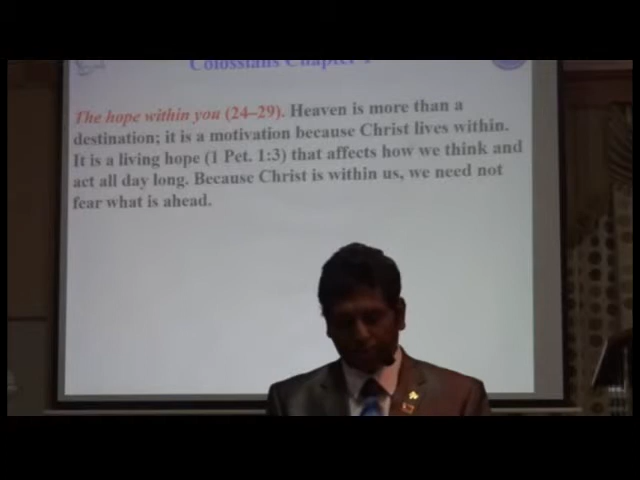 Colossians Chapter
The hope within you (24–29). Heaven is more than a
destination; it is a motivation because Christ lives within.
It is a living hope (1 Pet. 1:3) that affects how we think and
act all day long. Because Christ is within us, we need not
fear what is ahead.